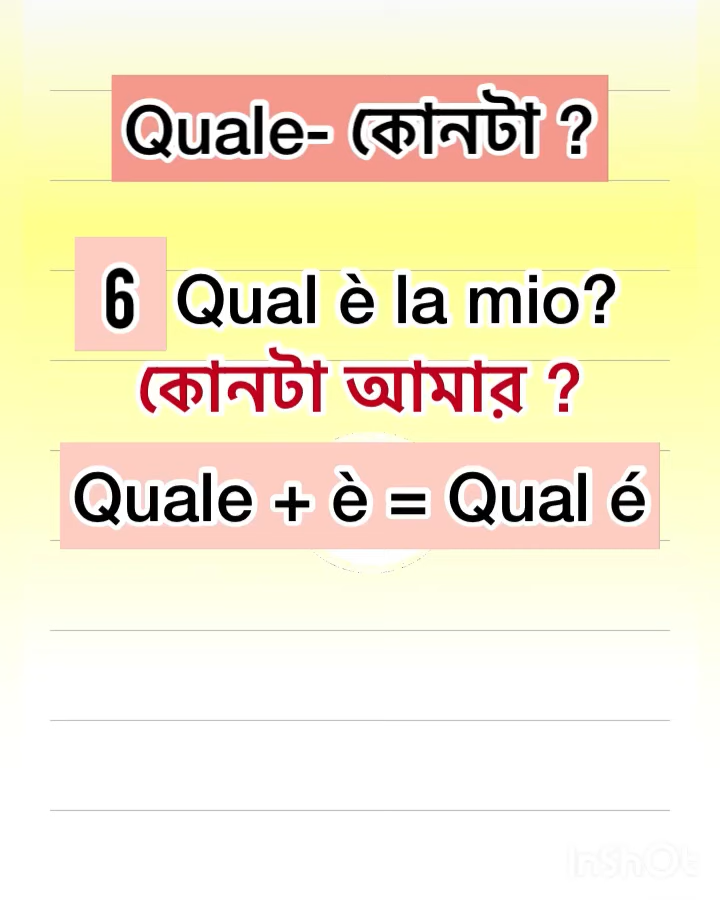 Quale- কোনটা ?
6 Qual è la mio?
কোনটা আমার ?
Quale + è = Qual é
InShOt